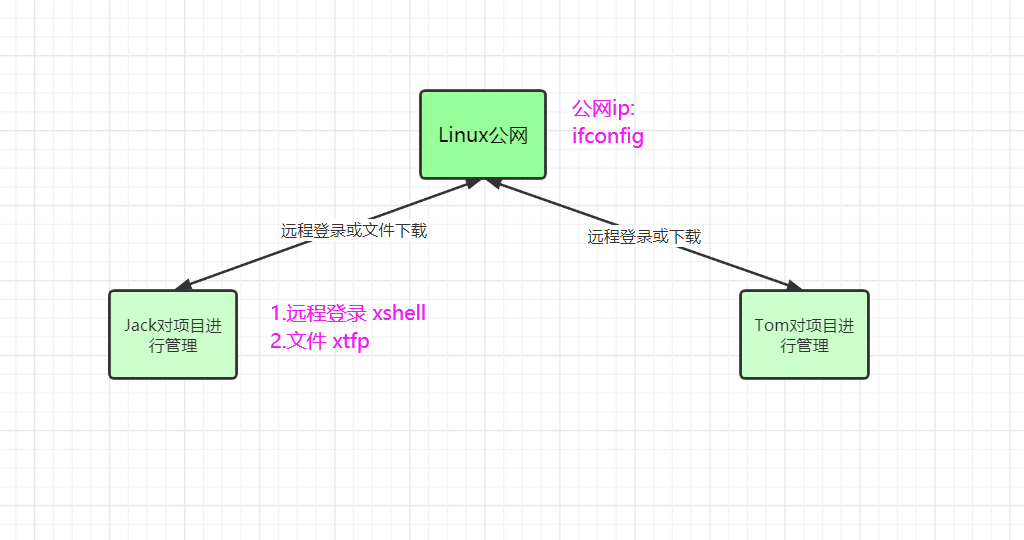 Linux公网
公网ip:
ifconfig
远程登录或文件下载
远程登录或下载
Jack对项目进
行管理
1.远程登录 xshell
2.文件 xtfp
Tom对项目进
行管理